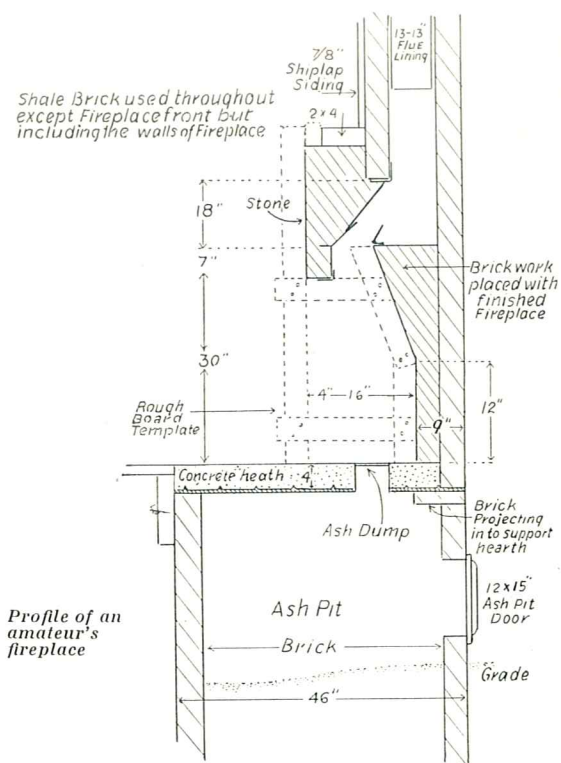 13-13"
Flue
Lining
7/8"
Shiplap
Siding
Shale Brick used throughout
except Fireplace front but
including the walls of Fireplace
2x4
18"
Stone
7"
Brickwork
placed with
finished
Fireplace
30"
4" 16"
12"
Rough
Board
Template
9"
Concrete heath 4"
Ash Dump
Brick
Projecting
in to support
hearth
12x15"
Ash Pit
Door
Ash Pit
Profile of an
amateur's
fireplace
Brick
Grade
46"